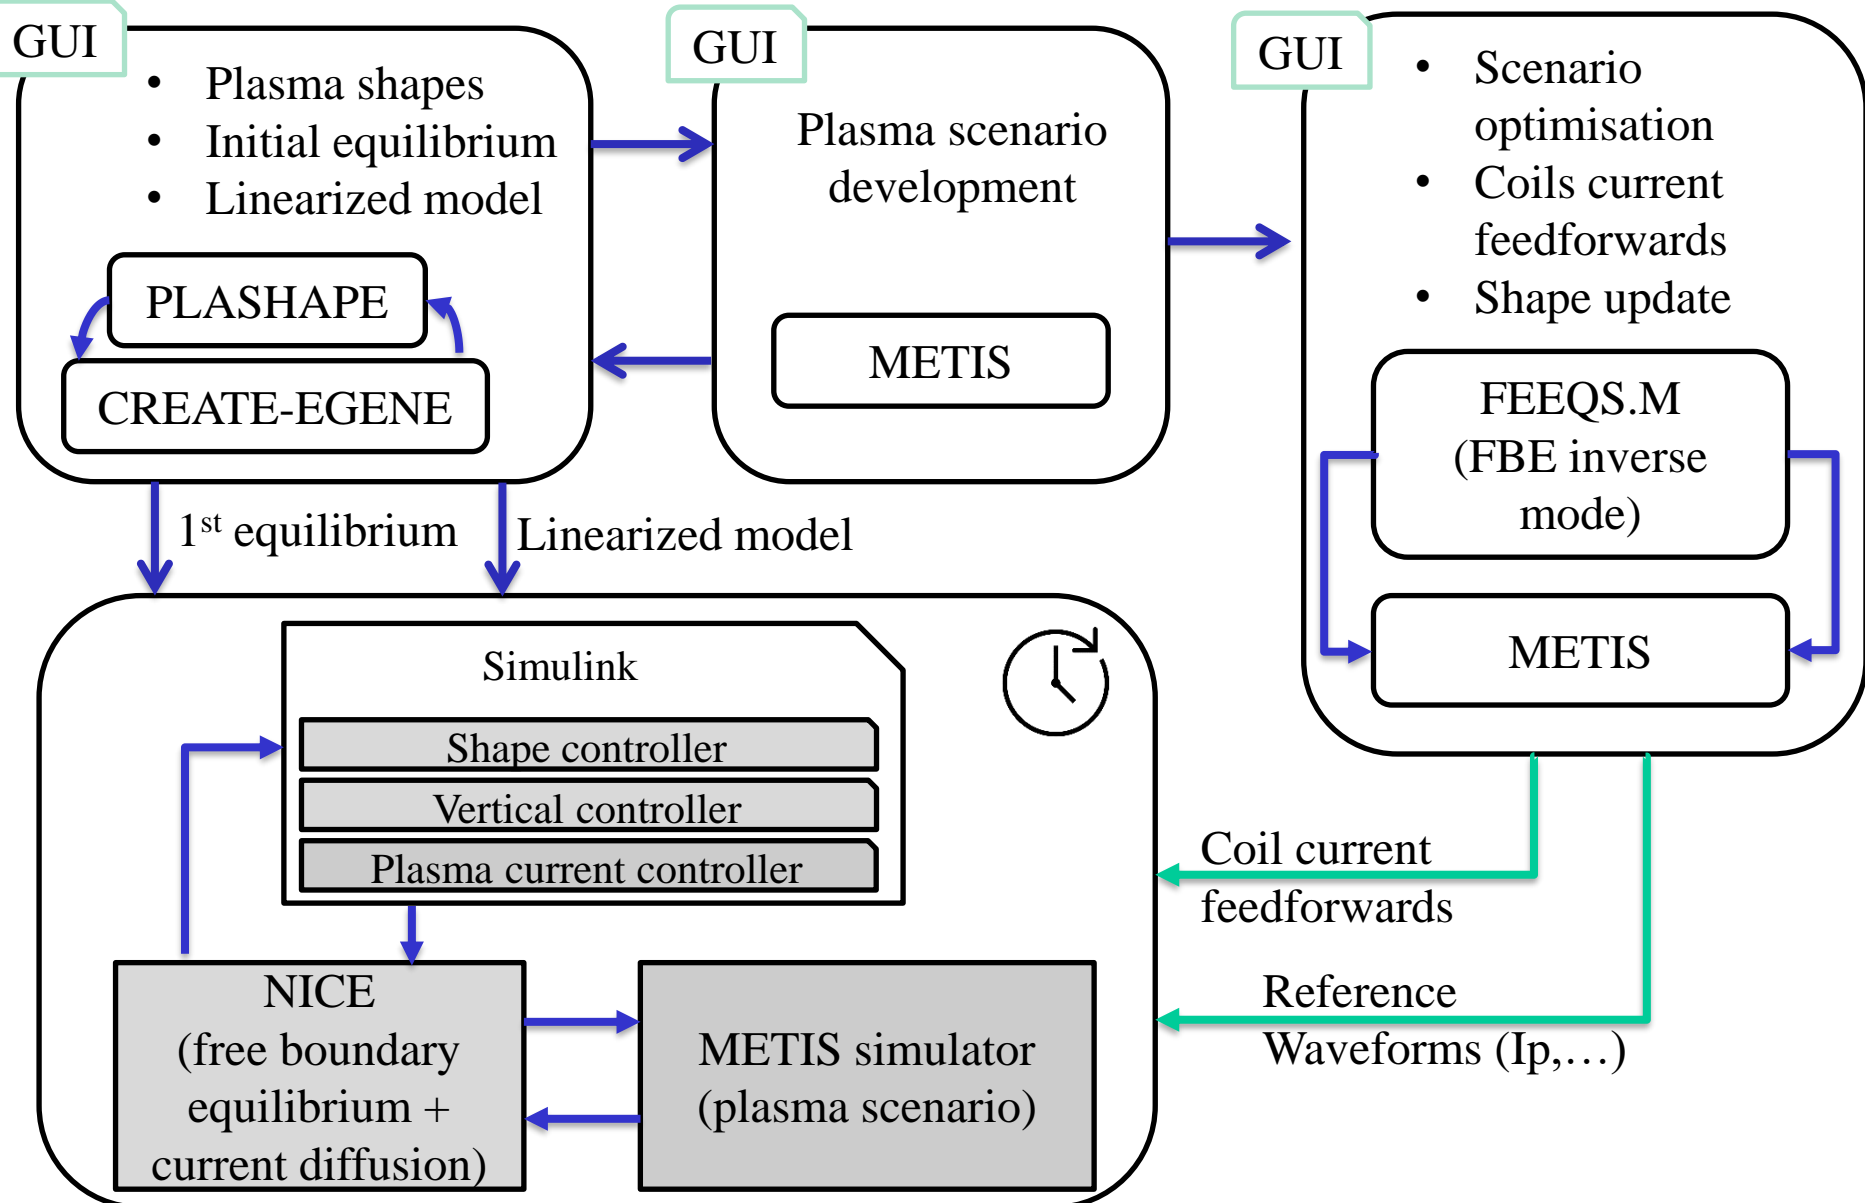 GUI
• Plasma shapes
• Initial equilibrium
• Linearized model
PLASHAPE
CREATE-EGENE
GUI
Plasma scenario
development
METIS
GUI
• Scenario
optimisation
• Coils current
feedforwards
• Shape update
FEEQS.M
(FBE inverse
mode)
METIS
1st equilibrium
Linearized model
Simulink
Shape controller
Vertical controller
Plasma current controller
NICE
(free boundary
equilibrium +
current diffusion)
METIS simulator
(plasma scenario)
Coil current
feedforwards
Reference
Waveforms (Ip,…)